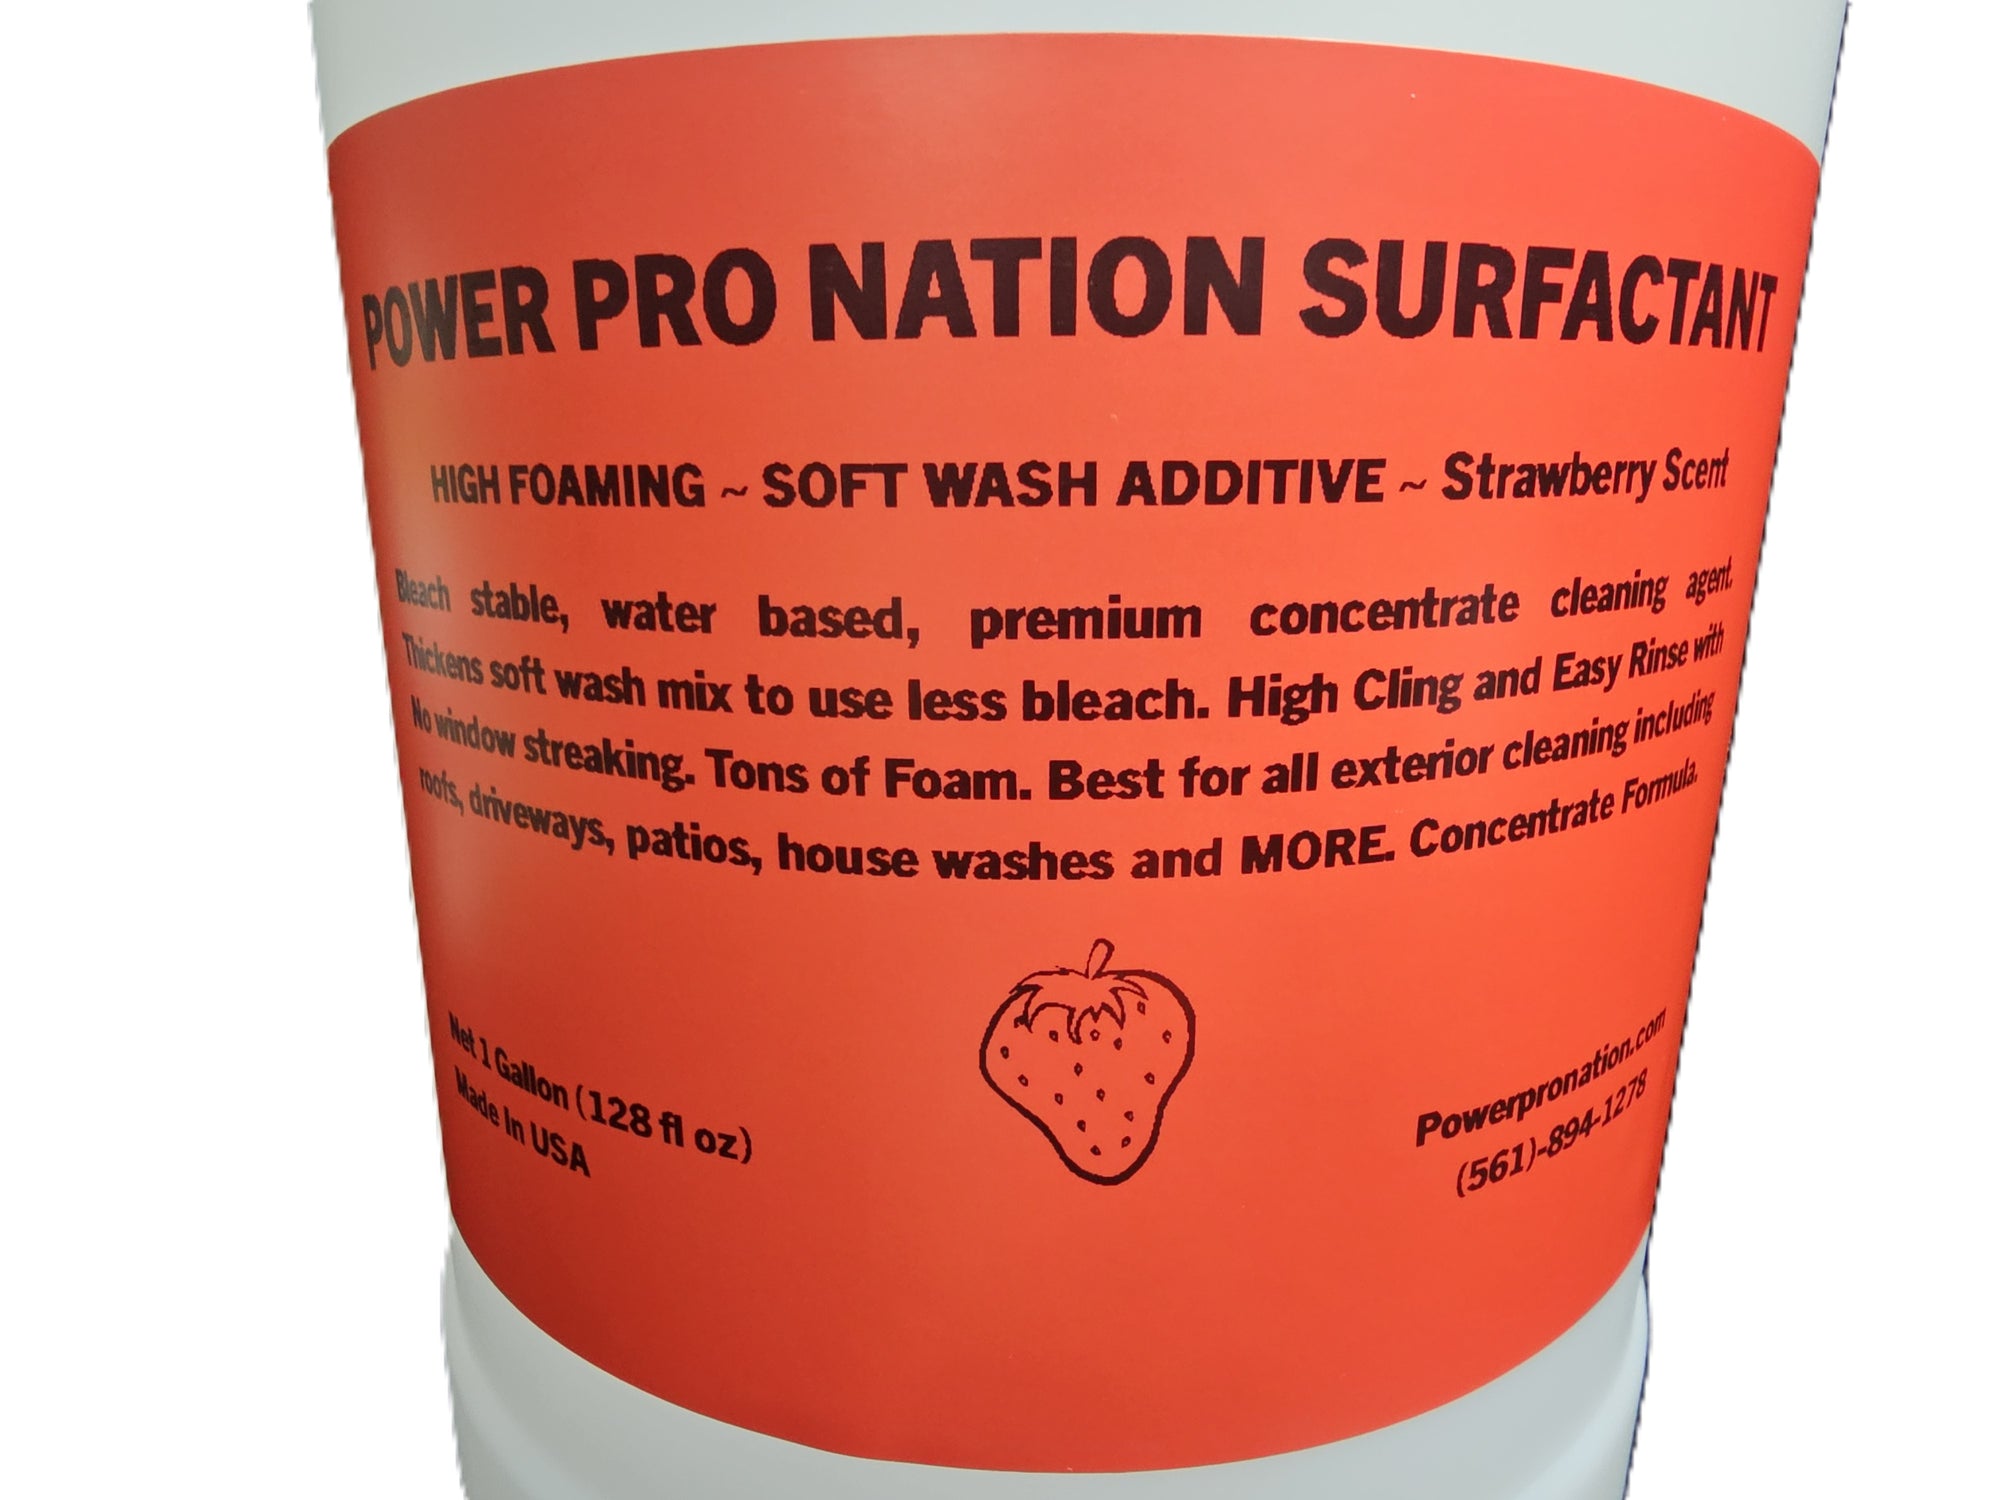 POWER PRO NATION SURFACTANT
HIGH FOAMING ~ SOFT WASH ADDITIVE ~ Strawberry Scent
Bleach stable, water based, premium concentrate cleaning agent.
Thickens soft wash mix to use less bleach. High Cling and Easy Rinse with
No window streaking. Tons of Foam. Best for all exterior cleaning including
roofs, driveways, patios, house washes and MORE. Concentrate Formula.
Net 1 Gallon (128 fl oz)
Made In USA
Powerpronation.com
(561)-894-1278